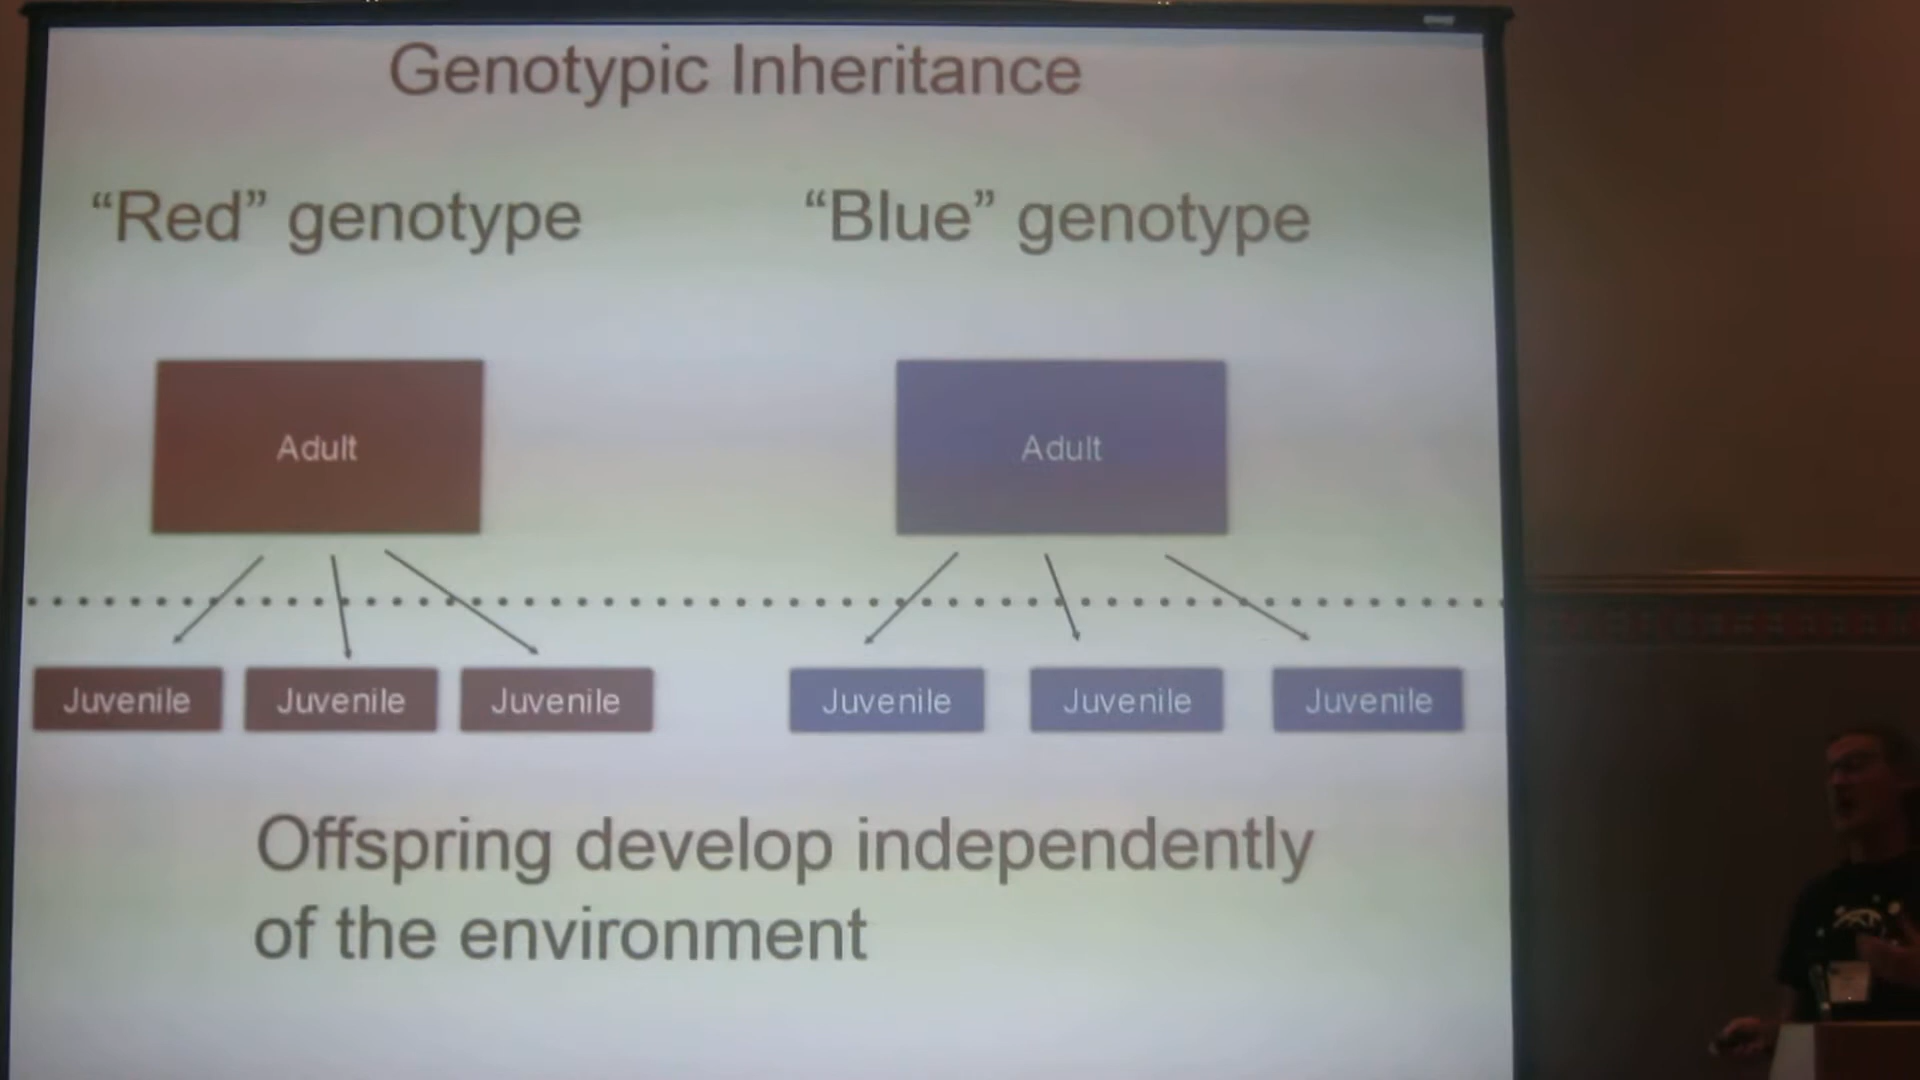 Genotypic Inheritance
“Red” genotype
“Blue” genotype
Adult
Adult
Juvenile
Juvenile
Juvenile
Juvenile
Juvenile
Juvenile
Offspring develop independently
of the environment